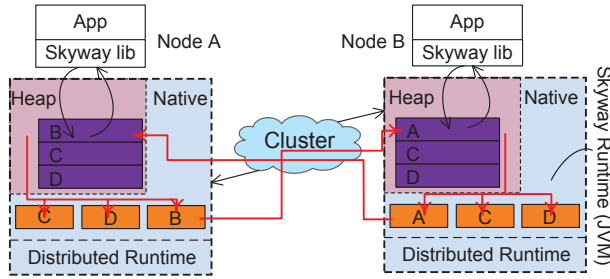 App
Skyway lib
Node A
Heap
Native
B
C
D
C
D
B
Distributed Runtime
Cluster
App
Skyway lib
Node B
Heap
Native
A
C
D
A
C
D
Distributed Runtime
Skyway Runtime (JVM)